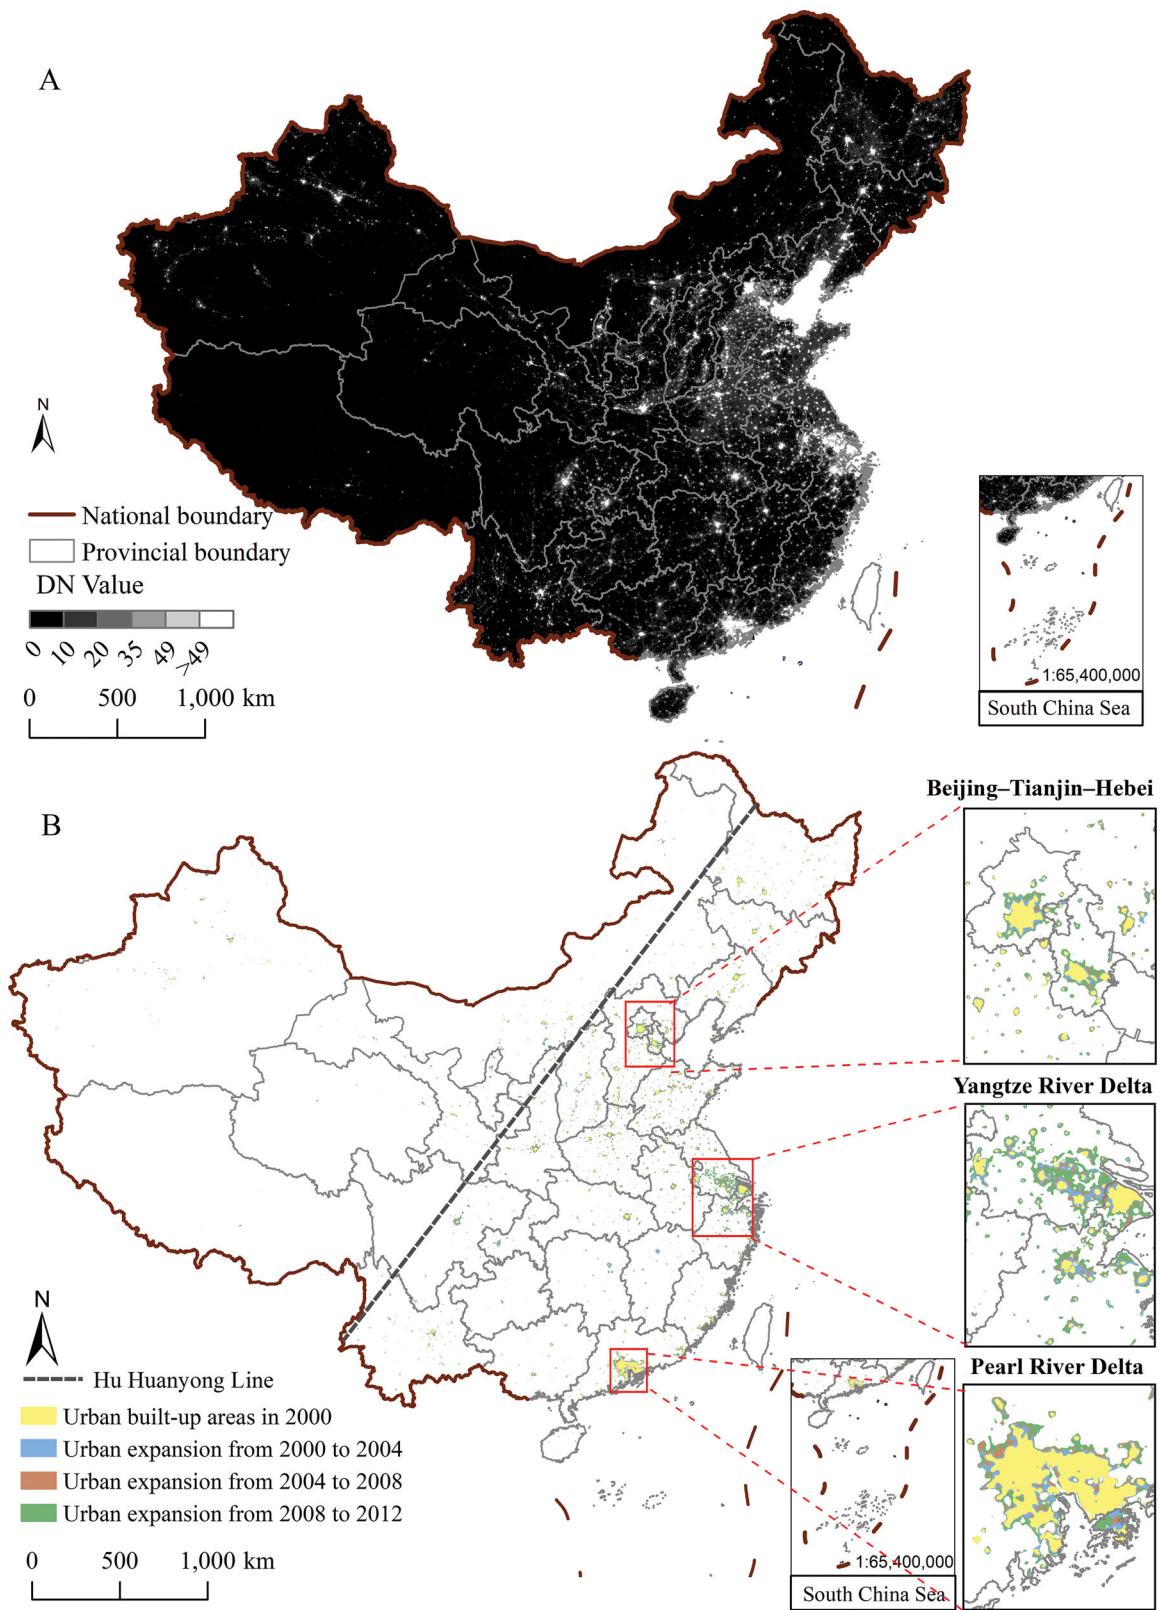 A
N
National boundary
Provincial boundary
DN Value
0 10 20 35 49 >49
0 500 1,000 km
1:65,400,000
South China Sea
B
Beijing–Tianjin–Hebei
Yangtze River Delta
Pearl River Delta
N
Hu Huanyong Line
Urban built-up areas in 2000
Urban expansion from 2000 to 2004
Urban expansion from 2004 to 2008
Urban expansion from 2008 to 2012
0 500 1,000 km
1:65,400,000
South China Sea